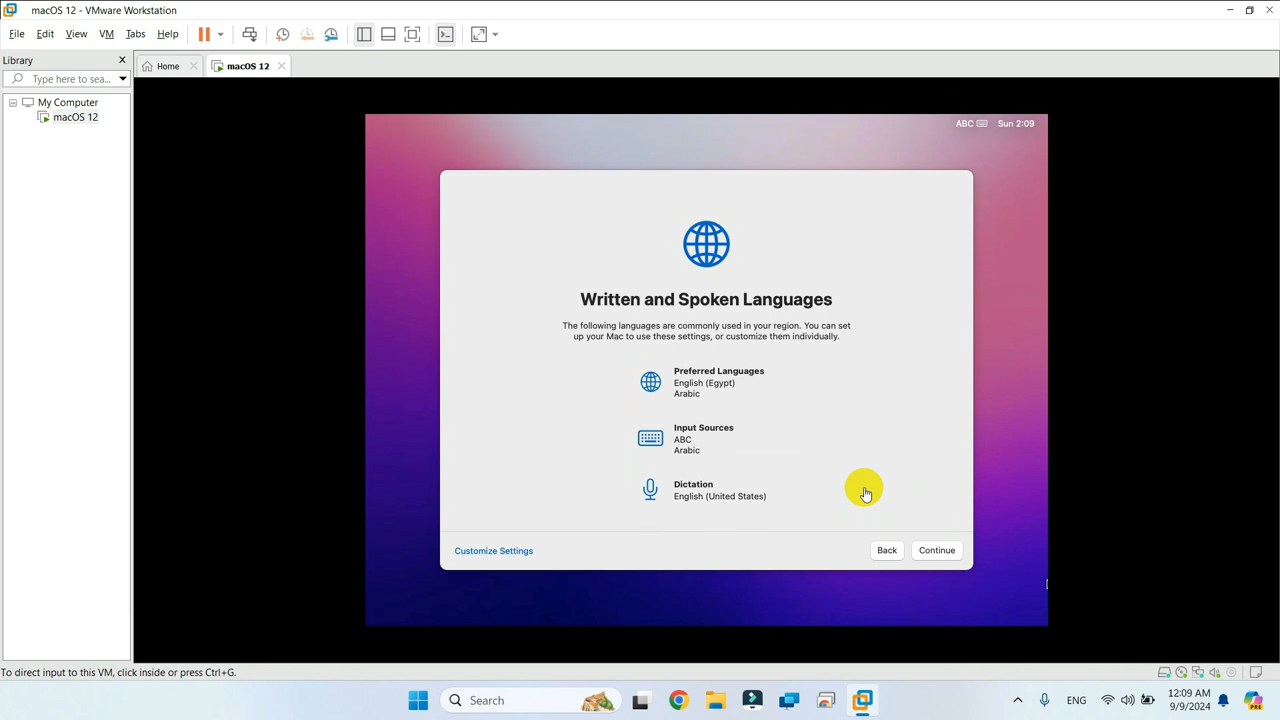 macOS 12 - VMware Workstation
File Edit View VM Tabs Help
Library
Type here to sea...
Home
macOS 12
My Computer
macOS 12
ABC Sun 2:09
Written and Spoken Languages
The following languages are commonly used in your region. You can set
up your Mac to use these settings, or customize them individually.
Preferred Languages
English (Egypt)
Arabic
Input Sources
ABC
Arabic
Dictation
English (United States)
Customize Settings
Back
Continue
To direct input to this VM, click inside or press Ctrl+G.
Search
ENG
12:09 AM
9/9/2024
PRE